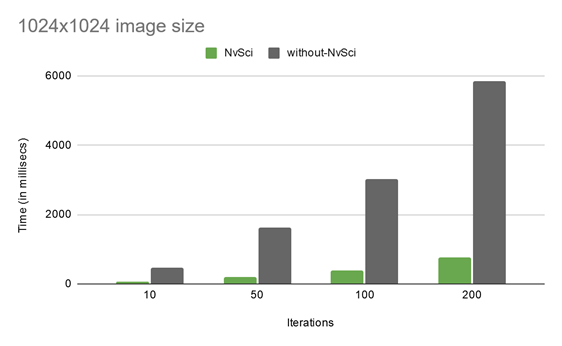 1024x1024 image size
NvSci without-NvSci
6000
4000
2000
0
Time (in millisecs)
10 50 100 200
Iterations